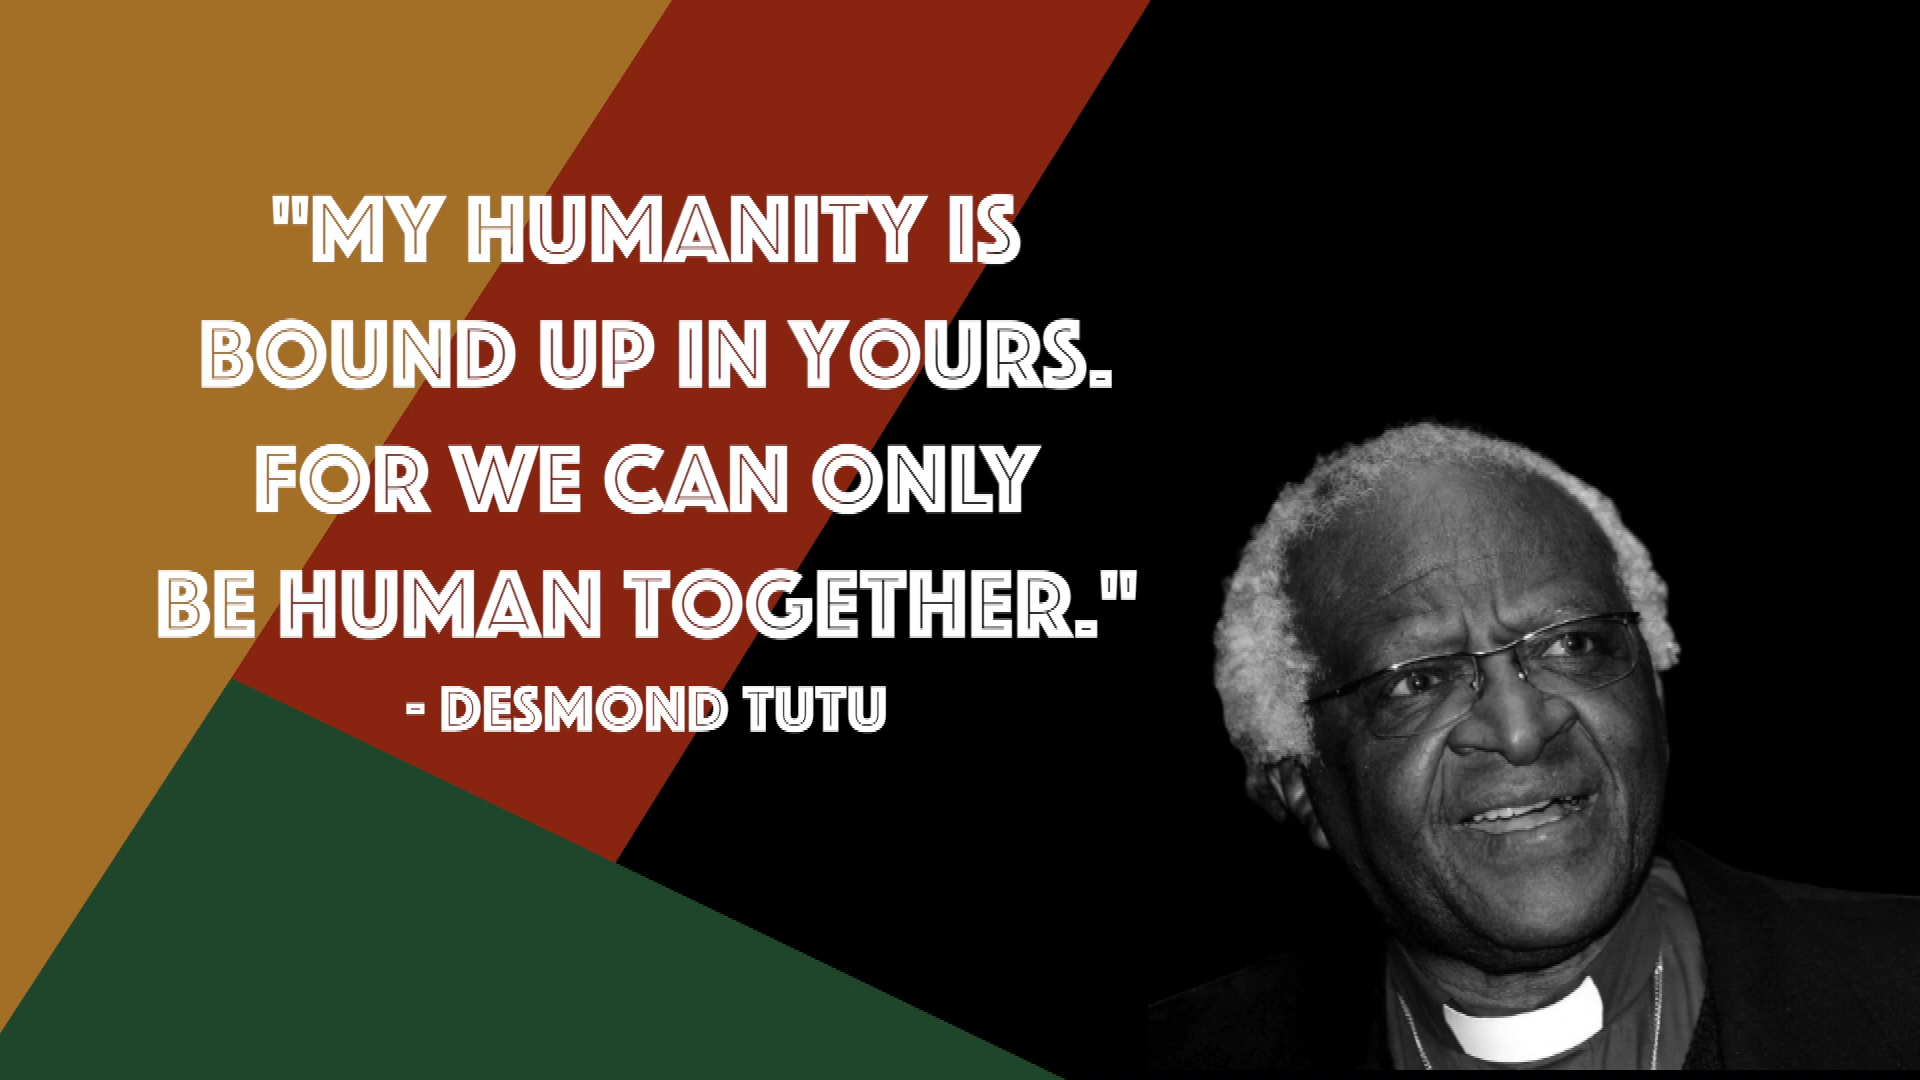 "MY HUMANITY IS
BOUND UP IN YOURS.
FOR WE CAN ONLY
BE HUMAN TOGETHER."
- DESMOND TUTU